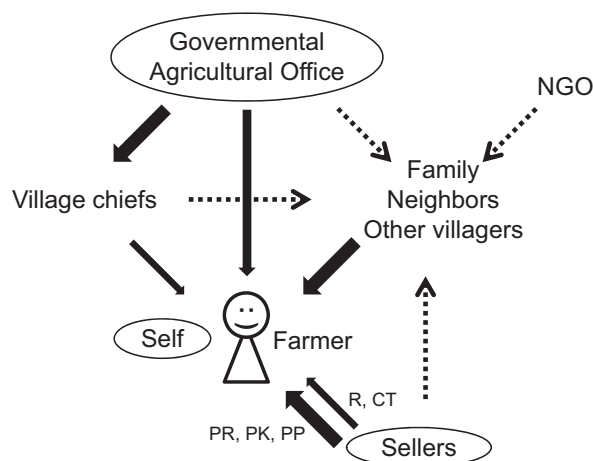 Governmental
Agricultural Office
NGO
Village chiefs
Family
Neighbors
Other villagers
Self
Farmer
R, CT
PR, PK, PP
Sellers